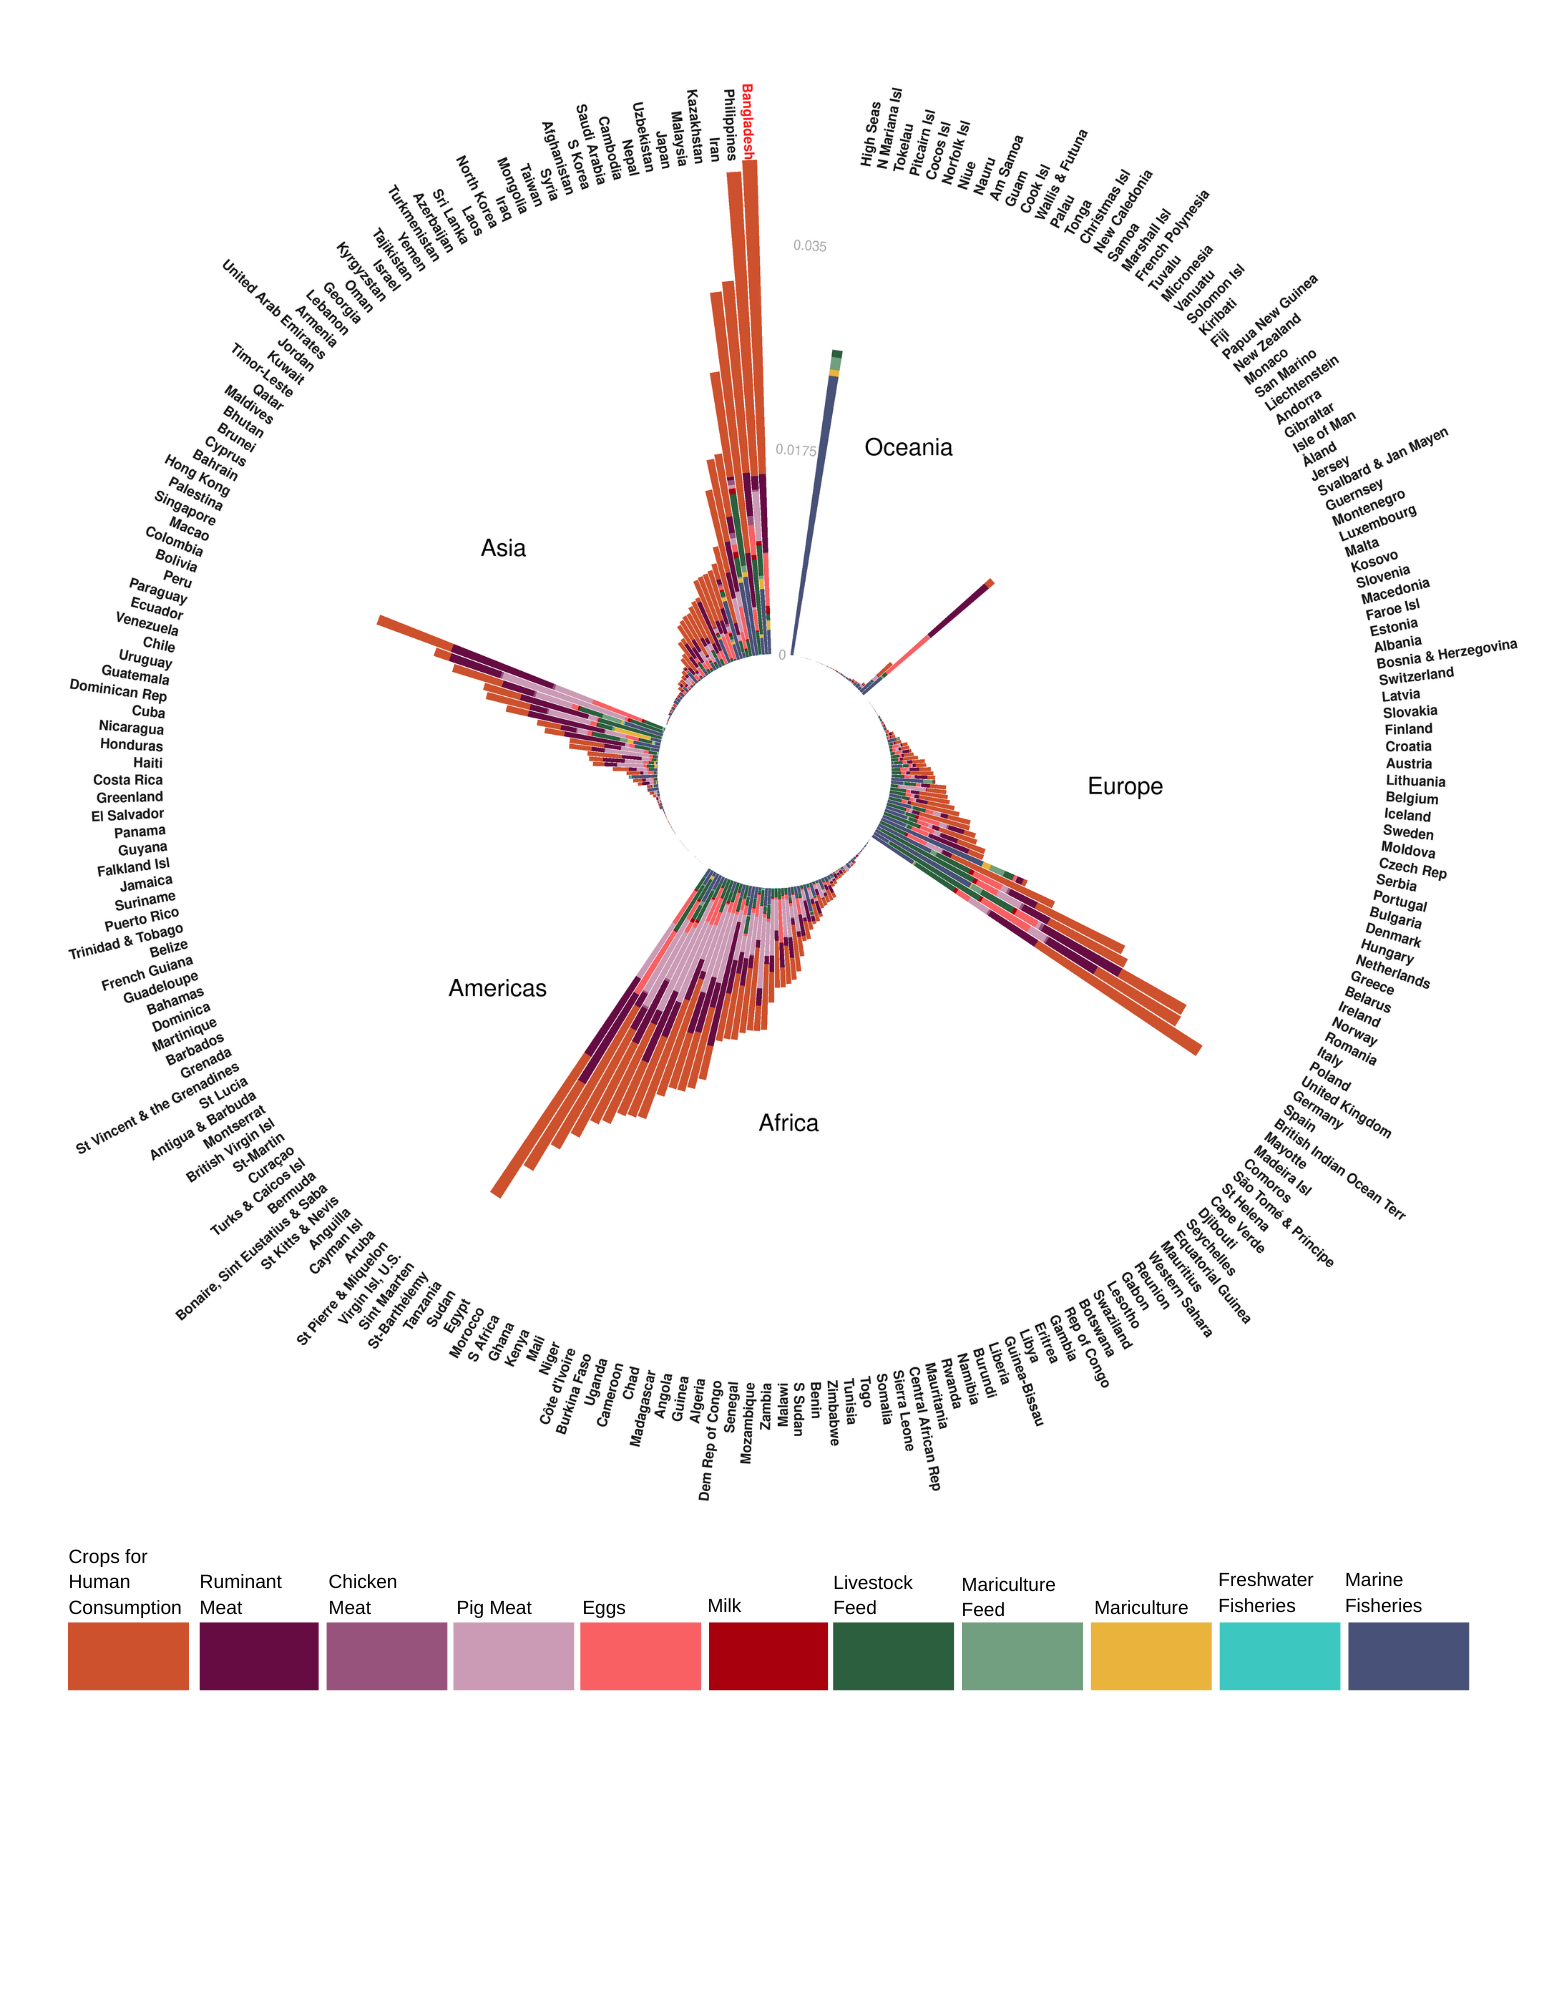 Bangladesh
Philippines
Iran
Kazakhstan
Malaysia
Japan
Uzbekistan
Nepal
Cambodia
Saudi Arabia
S Korea
Afghanistan
Syria
Taiwan
Mongolia
Iraq
North Korea
Laos
Sri Lanka
Azerbaijan
Turkmenistan
Yemen
Tajikistan
Israel
Kyrgyzstan
Oman
Georgia
Lebanon
Armenia
United Arab Emirates
Jordan
Kuwait
Timor-Leste
Qatar
Maldives
Bhutan
Brunei
Cyprus
Bahrain
Hong Kong
Palestina
Singapore
Macao
Colombia
Bolivia
Peru
Paraguay
Ecuador
Venezuela
Chile
Uruguay
Guatemala
Dominican Rep
Cuba
Nicaragua
Honduras
Haiti
Costa Rica
Greenland
El Salvador
Panama
Guyana
Falkland Isl
Jamaica
Suriname
Puerto Rico
Trinidad & Tobago
Belize
French Guiana
Guadeloupe
Bahamas
Dominica
Martinique
Barbados
Grenada
St Vincent & the Grenadines
St Lucia
Antigua & Barbuda
Montserrat
British Virgin Isl
St-Martin
Curaçao
Turks & Caicos Isl
Bermuda
Bonaire, Sint Eustatius & Saba
St Kitts & Nevis
Anguilla
Cayman Isl
Aruba
St Pierre & Miquelon
Virgin Isl, U.S.
Sint Maarten
St-Barthélemy
Tanzania
Sudan
Egypt
Morocco
S Africa
Ghana
Kenya
Mali
Niger
Côte d'Ivoire
Burkina Faso
Uganda
Cameroon
Chad
Madagascar
Angola
Guinea
Algeria
Dem Rep of Congo
Senegal
Mozambique
Zambia
Malawi
S Sudan
Benin
Zimbabwe
Tunisia
Togo
Somalia
Sierra Leone
Central African Rep
Mauritania
Rwanda
Namibia
Burundi
Liberia
Guinea-Bissau
Libya
Eritrea
Gambia
Rep of Congo
Botswana
Swaziland
Lesotho
Gabon
Reunion
Western Sahara
Mauritius
Equatorial Guinea
Seychelles
Djibouti
Cape Verde
St Helena
São Tomé & Príncipe
Comoros
Madeira Isl
Mayotte
British Indian Ocean Terr
Spain
Germany
United Kingdom
Poland
Italy
Romania
Norway
Ireland
Belarus
Greece
Netherlands
Hungary
Denmark
Bulgaria
Portugal
Serbia
Czech Rep
Moldova
Sweden
Iceland
Belgium
Lithuania
Austria
Croatia
Finland
Slovakia
Latvia
Switzerland
Bosnia & Herzegovina
Albania
Estonia
Faroe Isl
Macedonia
Slovenia
Kosovo
Malta
Luxembourg
Montenegro
Guernsey
Svalbard & Jan Mayen
Jersey
Åland
Isle of Man
Gibraltar
Andorra
Liechtenstein
San Marino
Monaco
New Zealand
Papua New Guinea
Fiji
Kiribati
Solomon Isl
Vanuatu
Micronesia
Tuvalu
French Polynesia
Marshall Isl
Samoa
New Caledonia
Christmas Isl
Tonga
Palau
Wallis & Futuna
Cook Isl
Guam
Am Samoa
Nauru
Niue
Norfolk Isl
Cocos Isl
Pitcairn Isl
Tokelau
N Mariana Isl
High Seas
0.035
0.0175
0
Oceania
Asia
Europe
Americas
Africa
Crops for
Human
Consumption
Ruminant
Meat
Chicken
Meat
Pig Meat
Eggs
Milk
Livestock
Feed
Mariculture
Feed
Mariculture
Freshwater
Fisheries
Marine
Fisheries